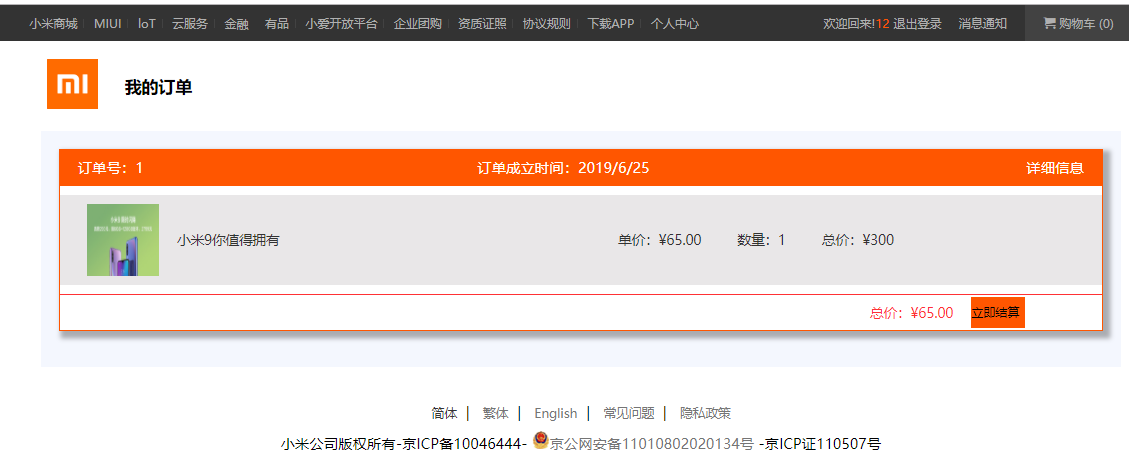 小米商城 MIUI loT 云服务 金融 有品 小爱开放平台 企业团购 资质证照 协议规则 下载APP 个人中心 欢迎回来!12 退出登录 消息通知 购物车 (0)
我的订单
订单号：1 订单成立时间：2019/6/25 详细信息
小米9你值得拥有 单价：¥65.00 数量：1 总价：¥300
总价：¥65.00 立即结算
简体 | 繁体 | English | 常见问题 | 隐私政策
小米公司版权所有-京ICP备10046444- 京公网安备11010802020134号 -京ICP证110507号